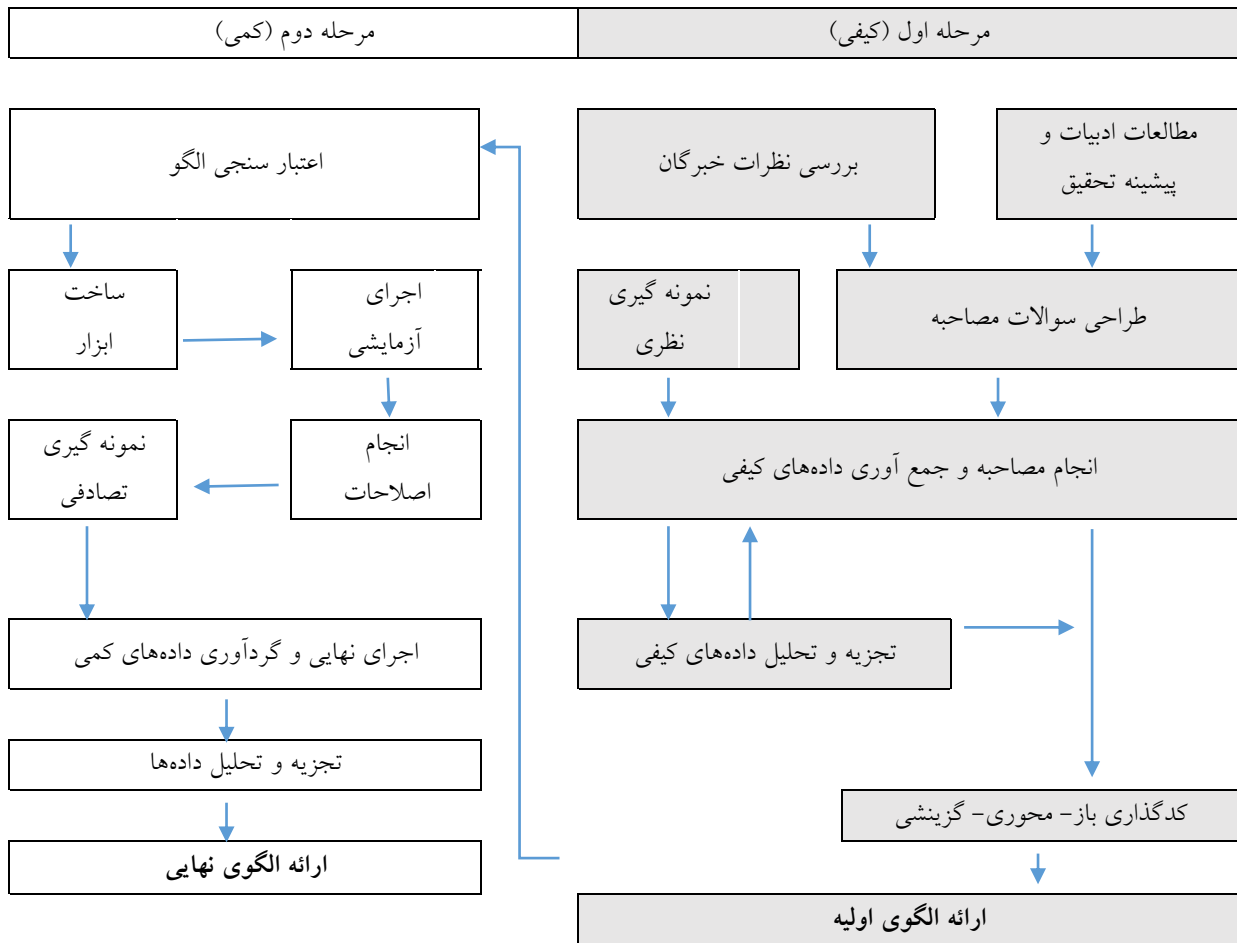 مرحله اول (کیفی)
مرحله دوم (کمی)
مطالعات ادبیات و
پیشینه تحقیق
بررسی نظرات خبرگان
طراحی سوالات مصاحبه
نمونه گیری
نظری
انجام مصاحبه و جمع آوری داده‌های کیفی
تجزیه و تحلیل داده‌های کیفی
کدگذاری باز– محوری– گزینشی
ارائه الگوی اولیه
اعتبار سنجی الگو
ساخت
ابزار
اجرای
آزمایشی
انجام
اصلاحات
نمونه گیری
تصادفی
اجرای نهایی و گردآوری داده‌های کمی
تجزیه و تحلیل داده‌ها
ارائه الگوی نهایی